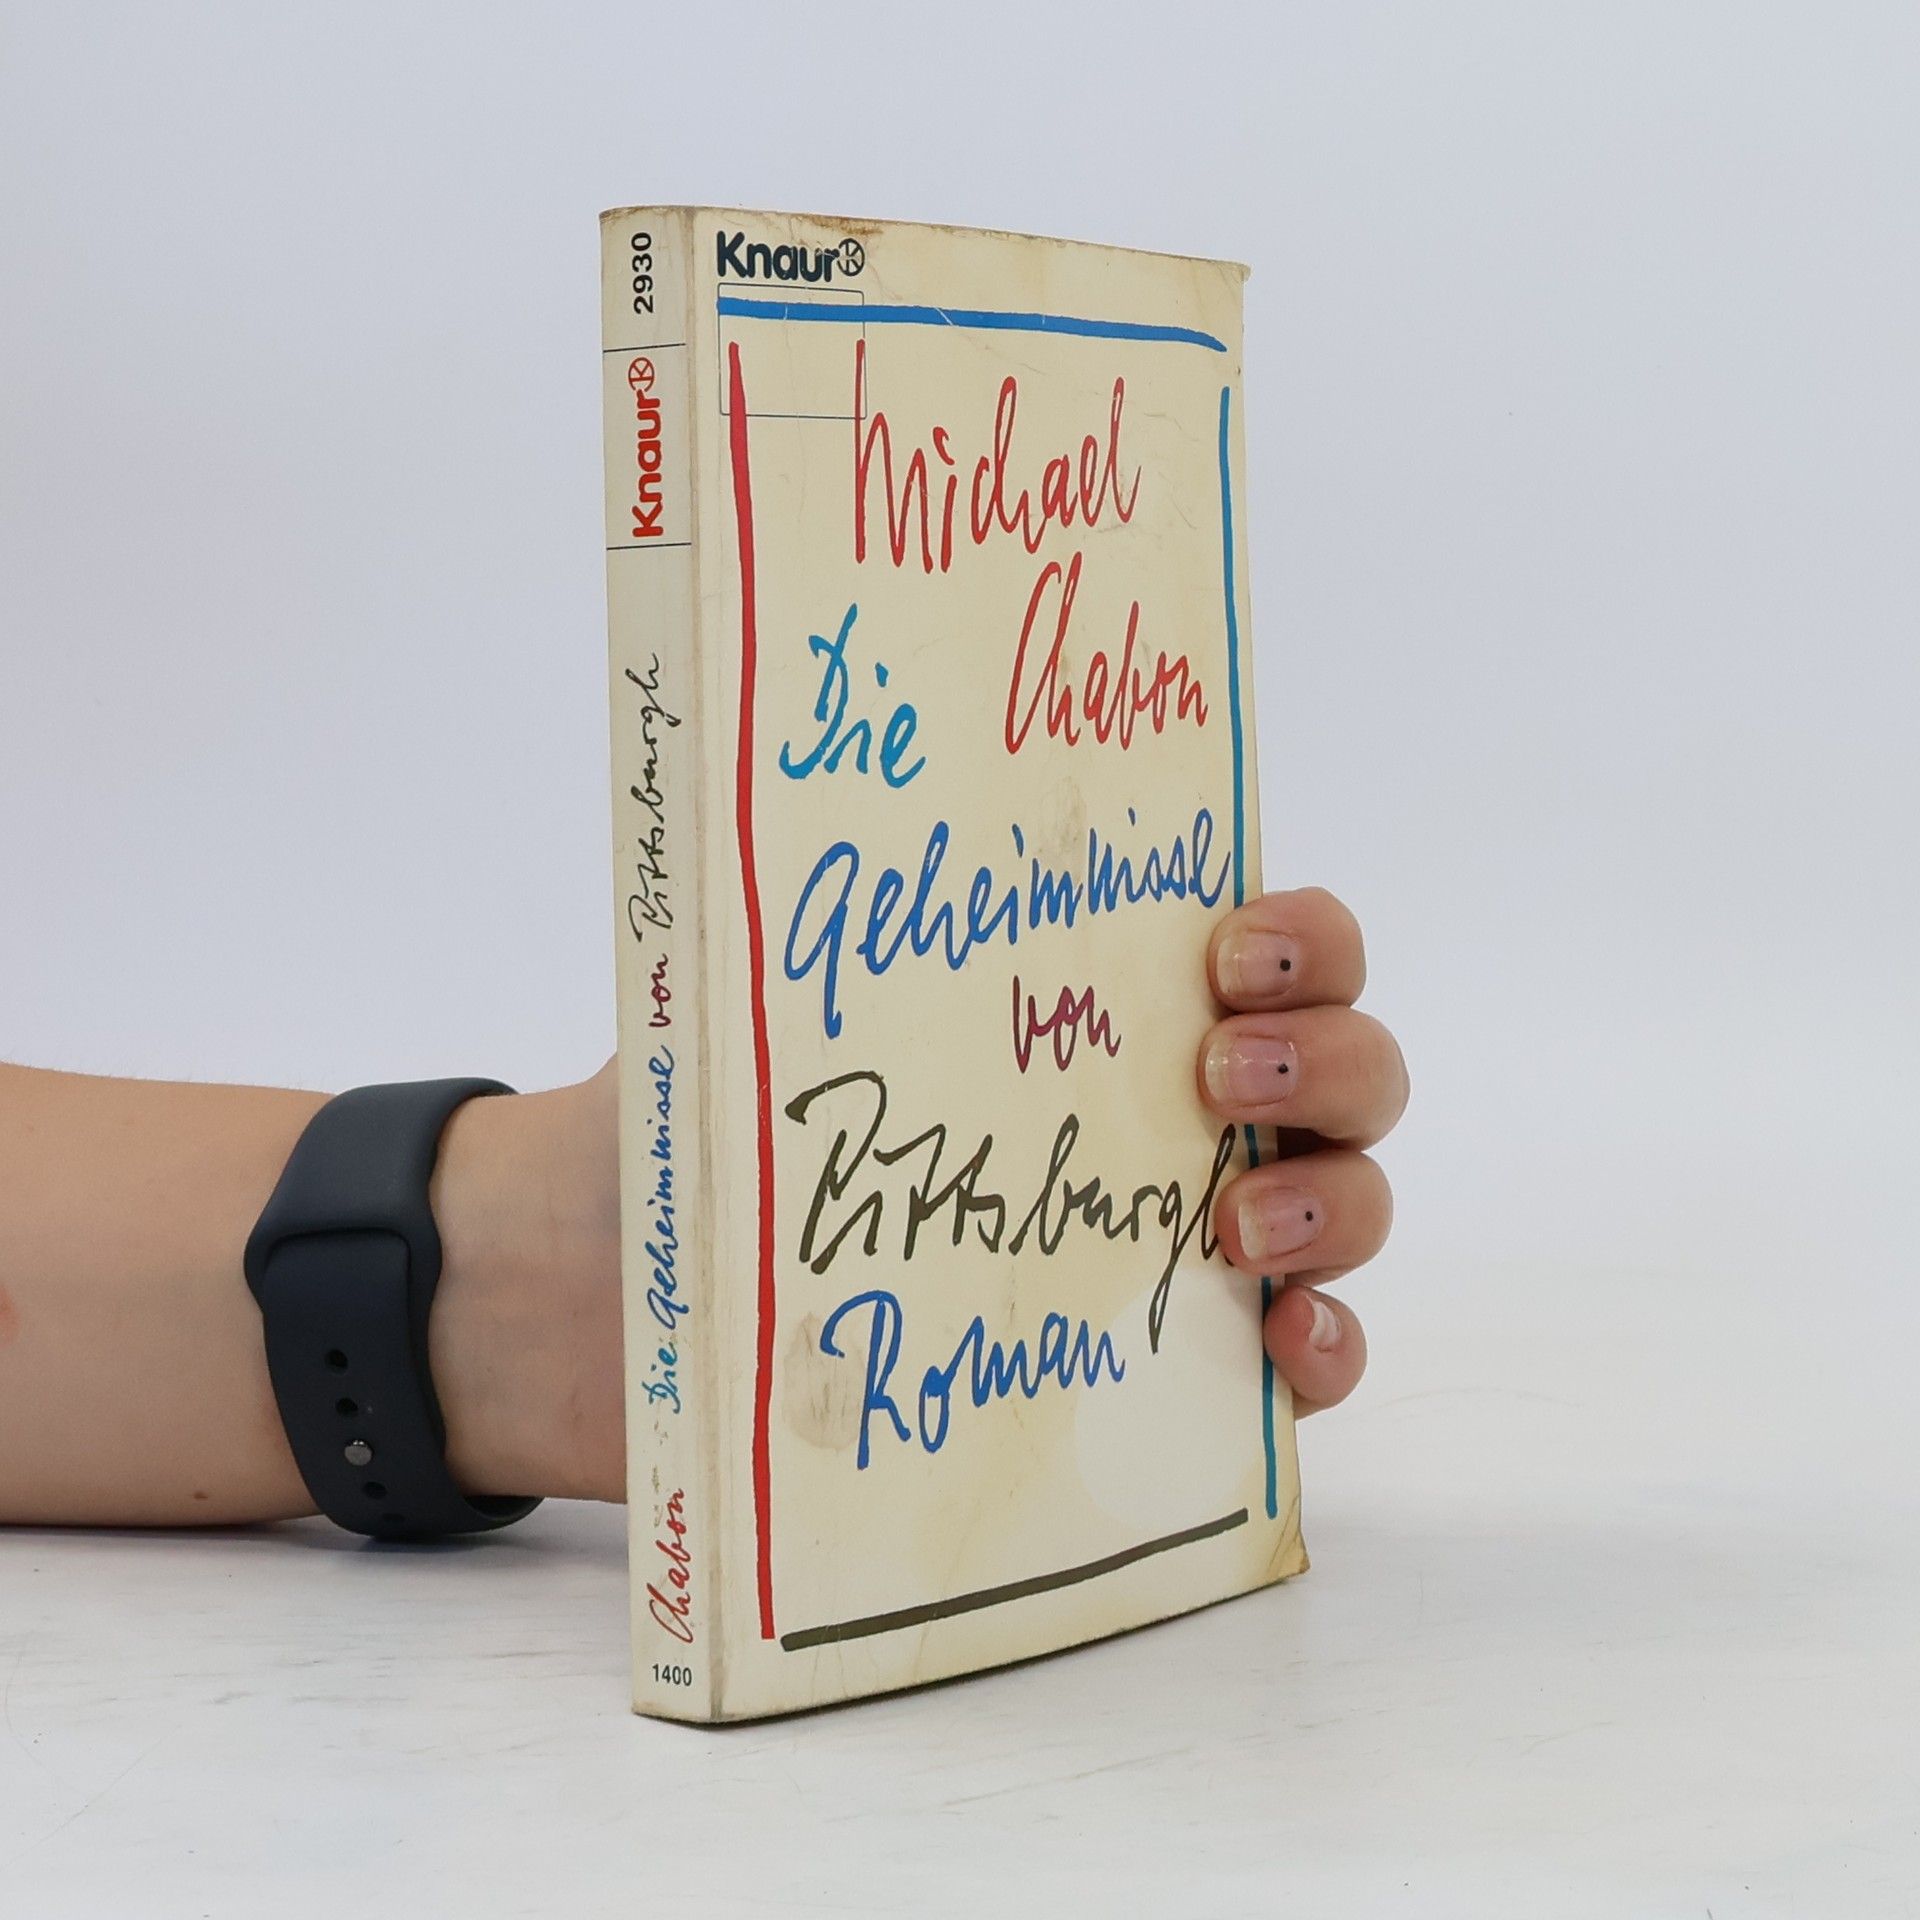 Knaur
Michael
Chabon
Die
Geheimnisse
von
Pittsburgh
Roman
2930
Knaur
Chabon Die Geheimnisse von Pittsburgh
1400